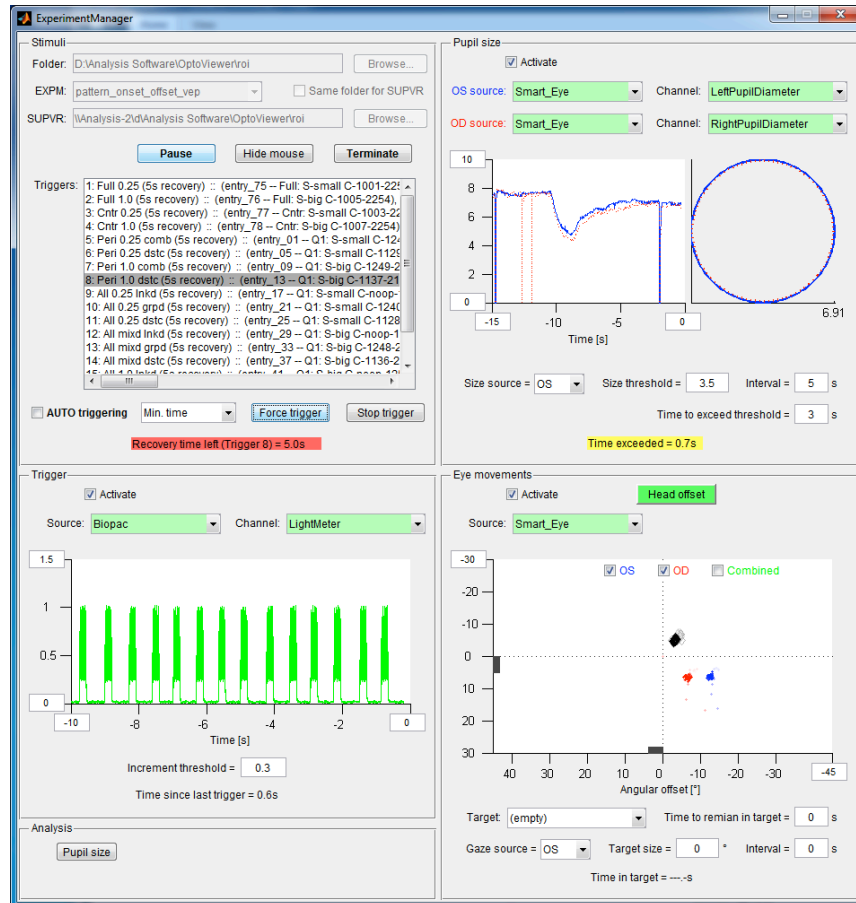 ExperimentManager
Stimuli
Folder: D:\Analysis Software\OptoViewer\roi Browse...
EXPM: pattern_onset_offset_vep Same folder for SUPVR
SUPVR: \\Analysis-2\d\Analysis Software\OptoViewer\roi Browse...
Pause Hide mouse Terminate
Triggers:
1: Full 0.25 (5s recovery) :: (entry_75 -- Full: S-small C-1001-225
2: Full 1.0 (5s recovery) :: (entry_76 -- Full: S-big C-1005-2254),
3: Cntr 0.25 (5s recovery) :: (entry_77 -- Cntr: S-small C-1003-22
4: Cntr 1.0 (5s recovery) :: (entry_78 -- Cntr: S-big C-1007-2254)
5: Peri 0.25 comb (5s recovery) :: (entry_01 -- Q1: S-small C-124
6: Peri 0.25 dstc (5s recovery) :: (entry_05 -- Q1: S-small C-1129
7: Peri 1.0 comb (5s recovery) :: (entry_09 -- Q1: S-big C-1249-2
8: Peri 1.0 dstc (5s recovery) :: (entry_13 -- Q1: S-big C-1137-21
9: All 0.25 lnkd (5s recovery) :: (entry_17 -- Q1: S-small C-noop-
10: All 0.25 grpd (5s recovery) :: (entry_21 -- Q1: S-small C-1240
11: All 0.25 dstc (5s recovery) :: (entry_25 -- Q1: S-small C-1128
12: All mixd lnkd (5s recovery) :: (entry_29 -- Q1: S-big C-noop-1
13: All mixd grpd (5s recovery) :: (entry_33 -- Q1: S-big C-1248-2
14: All mixd dstc (5s recovery) :: (entry_37 -- Q1: S-big C-1136-2
AUTO triggering Min. time Force trigger Stop trigger
Recovery time left (Trigger 8) = 5.0s
Pupil size
Activate
OS source: Smart_Eye Channel: LeftPupilDiameter
OD source: Smart_Eye Channel: RightPupilDiameter
10
8
6
4
2
0
-15 -10 -5 0
Time [s]
6.91
Size source = OS Size threshold = 3.5 Interval = 5 s
Time to exceed threshold = 3 s
Time exceeded = 0.7s
Trigger
Activate
Source: Biopac Channel: LightMeter
1.5
1
0.5
0
-10 -8 -6 -4 -2 0
Time [s]
Increment threshold = 0.3
Time since last trigger = 0.6s
Analysis
Pupil size
Eye movements
Activate Head offset
Source: Smart_Eye
OS OD Combined
-30
-20
-10
0
10
20
30
40 30 20 10 0 -10 -20 -30 -45
Angular offset [°]
Target: (empty) Time to remian in target = 0 s
Gaze source = OS Target size = 0 ° Interval = 0 s
Time in target = ---.-s